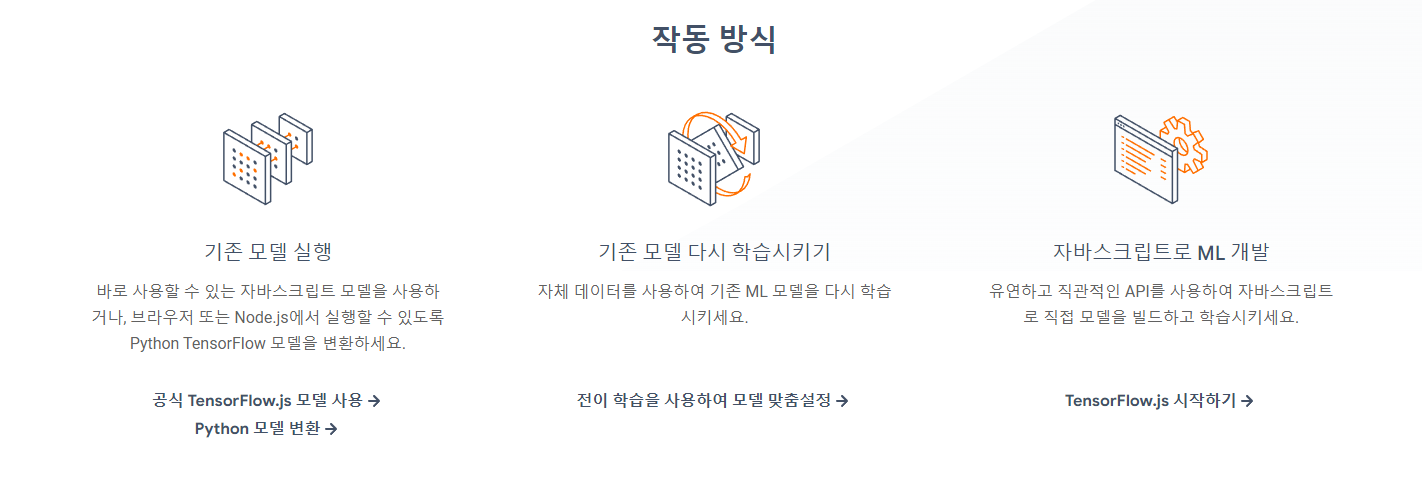 작동 방식
기존 모델 실행
바로 사용할 수 있는 자바스크립트 모델을 사용하
거나, 브라우저 또는 Node.js에서 실행할 수 있도록
Python TensorFlow 모델을 변환하세요.
공식 TensorFlow.js 모델 사용 →
Python 모델 변환 →
기존 모델 다시 학습시키기
자체 데이터를 사용하여 기존 ML 모델을 다시 학습
시키세요.
전이 학습을 사용하여 모델 맞춤설정 →
자바스크립트로 ML 개발
유연하고 직관적인 API를 사용하여 자바스크립트
로 직접 모델을 빌드하고 학습시키세요.
TensorFlow.js 시작하기 →